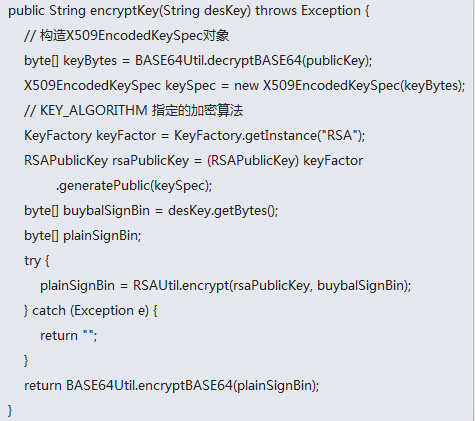 public String encryptKey(String desKey) throws Exception {
// 构造X509EncodedKeySpec对象
byte[] keyBytes = BASE64Util.decryptBASE64(publicKey);
X509EncodedKeySpec keySpec = new X509EncodedKeySpec(keyBytes);
// KEY_ALGORITHM 指定的加密算法
KeyFactory keyFactor = KeyFactory.getInstance("RSA");
RSAPublicKey rsaPublicKey = (RSAPublicKey) keyFactor
.generatePublic(keySpec);
byte[] buybalSignBin = desKey.getBytes();
byte[] plainSignBin;
try {
plainSignBin = RSAUtil.encrypt(rsaPublicKey, buybalSignBin);
} catch (Exception e) {
return "";
}
return BASE64Util.encryptBASE64(plainSignBin);
}